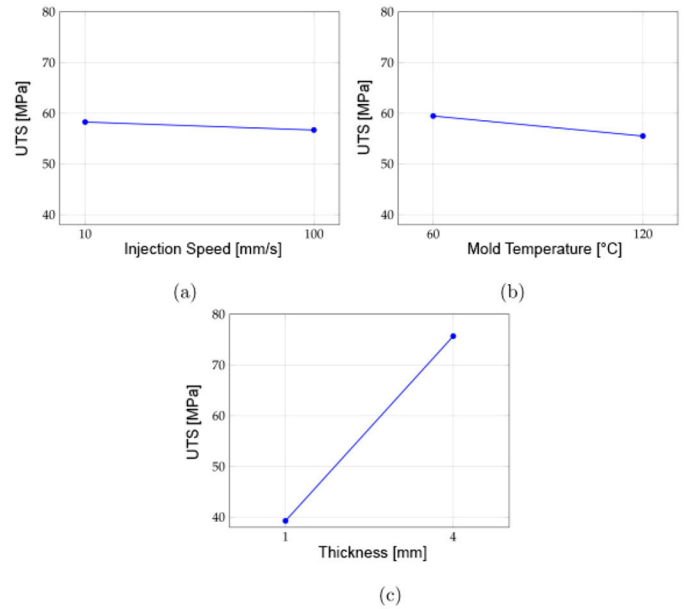 80
70
60
50
40
UTS [MPa]
10 100
Injection Speed [mm/s]
(a)
80
70
60
50
40
UTS [MPa]
60 120
Mold Temperature [°C]
(b)
80
70
60
50
40
UTS [MPa]
1 4
Thickness [mm]
(c)